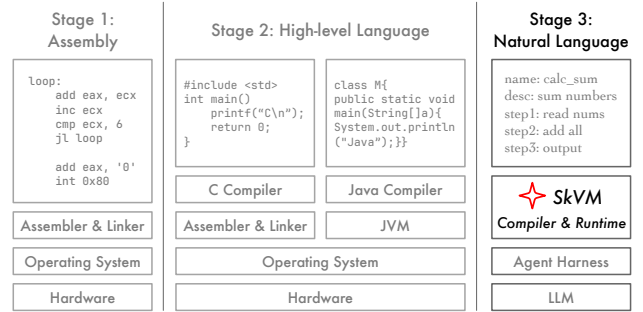 Stage 1:
Assembly
loop:
add eax, ecx
inc ecx
cmp ecx, 6
jl loop
add eax, '0'
int 0x80
Assembler & Linker
Operating System
Hardware
Stage 2: High-level Language
#include <std>
int main()
printf("C\n");
return 0;
}
C Compiler
Assembler & Linker
class M{
public static void
main(String[]a){
System.out.println
("Java");}}
Java Compiler
JVM
Operating System
Hardware
Stage 3:
Natural Language
name: calc_sum
desc: sum numbers
step1: read nums
step2: add all
step3: output
SkVM
Compiler & Runtime
Agent Harness
LLM